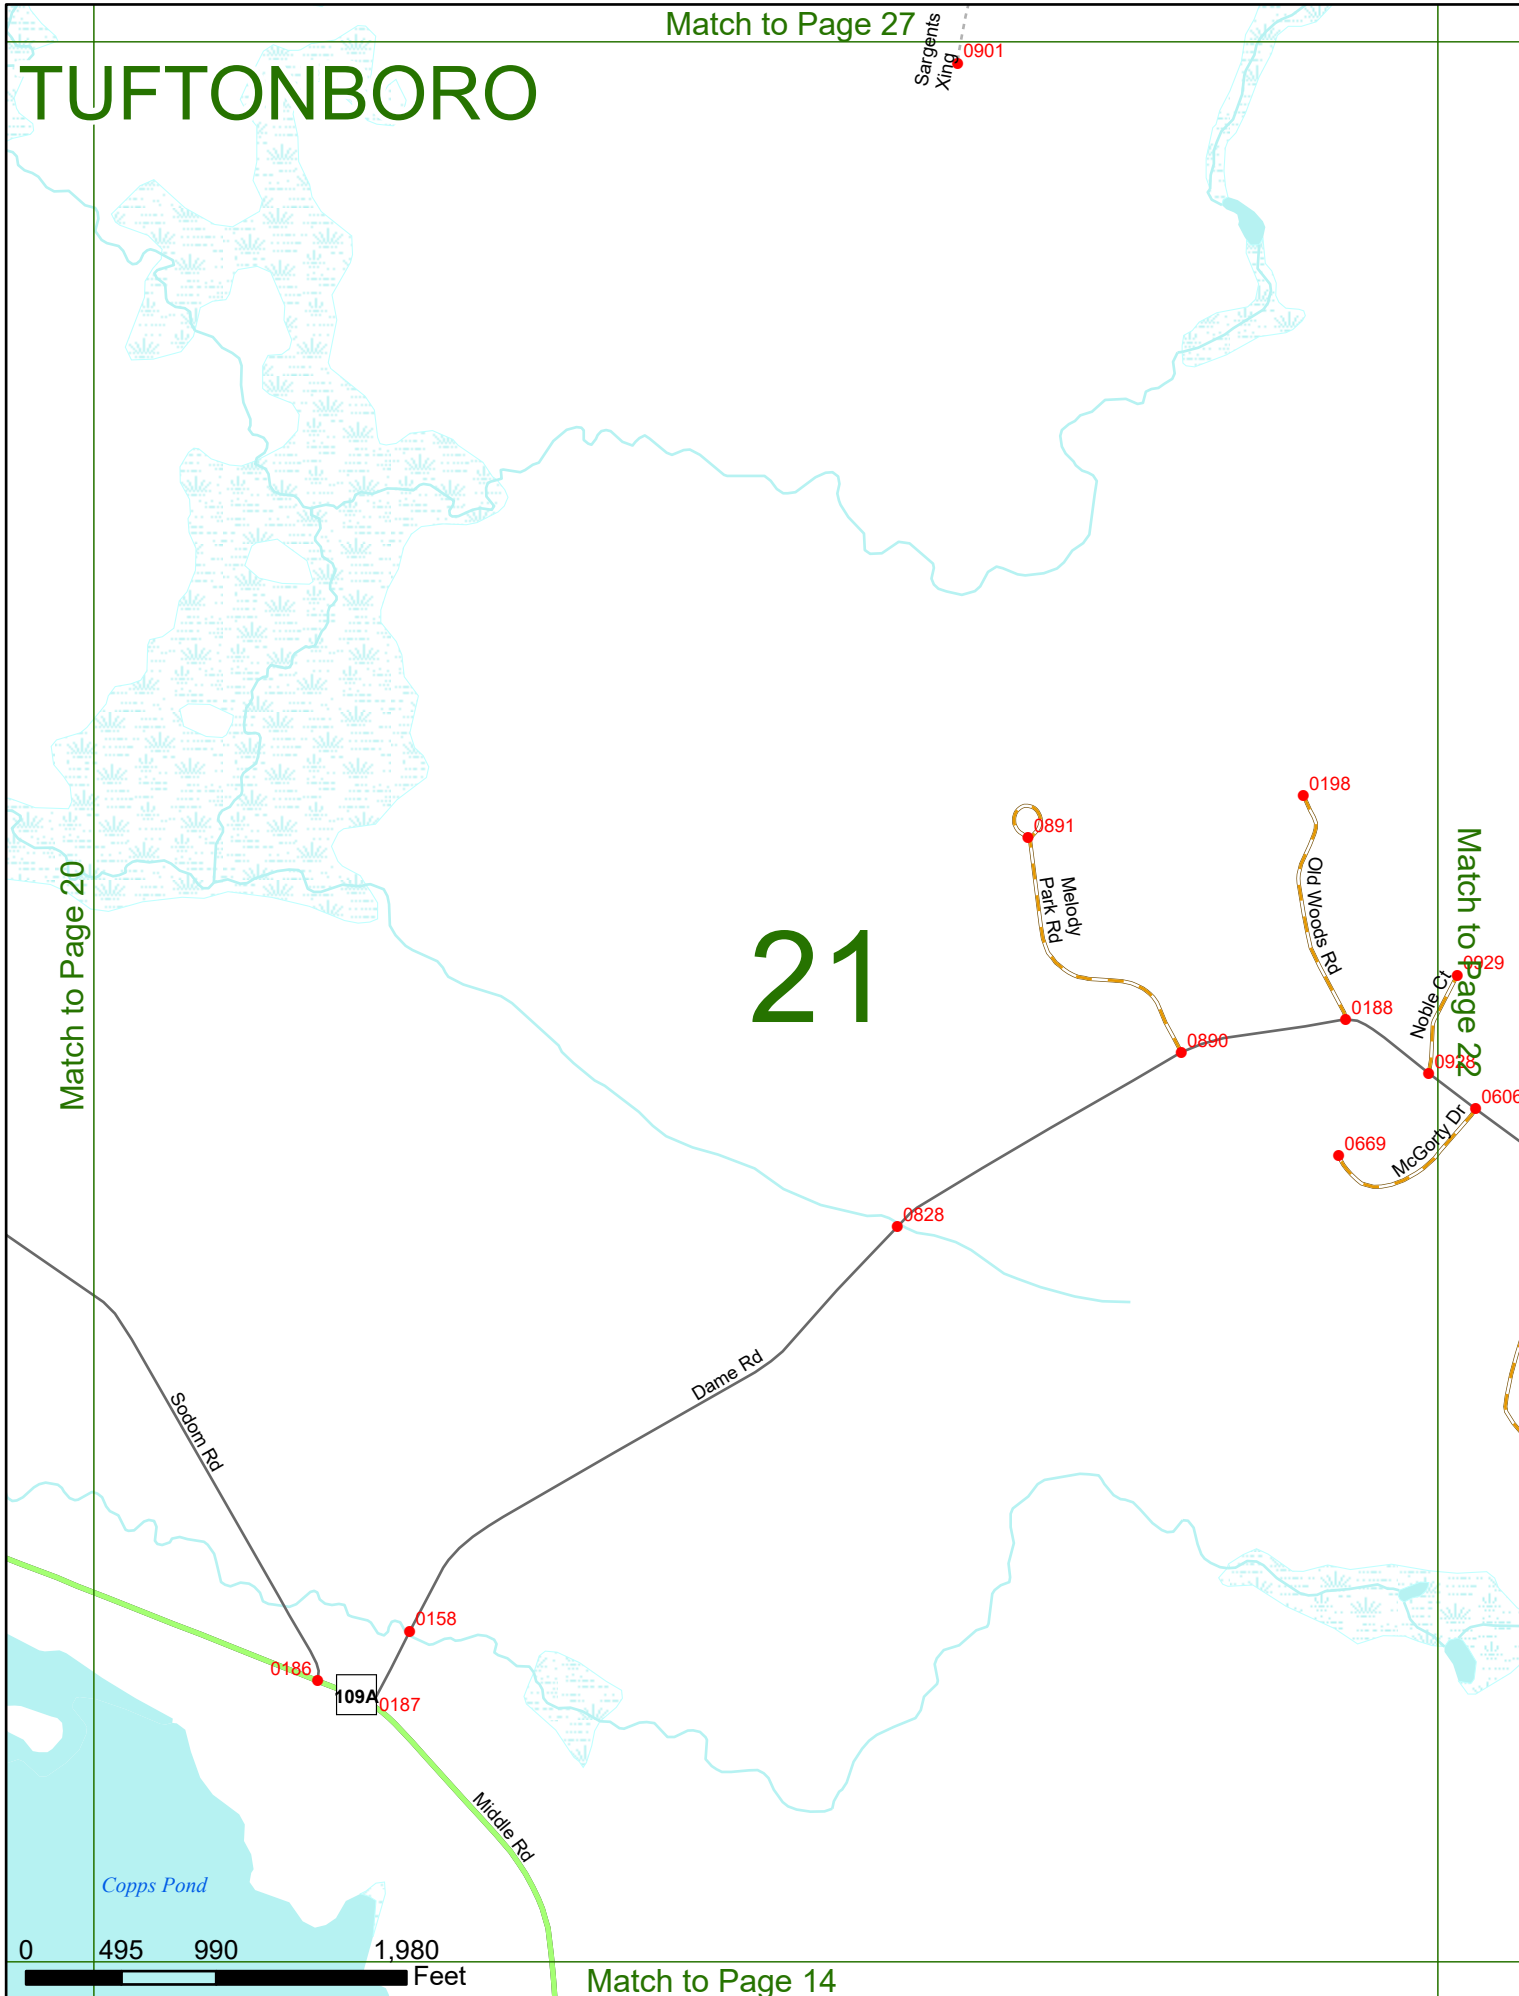 Match to Page 27
Sargents
Xing
0901
TUFTONBORO
0198
0891
Match to Page 20
Melody
Park Rd
Old Woods Rd
Match to Page 22
21
0929
Noble Ct
0188
0890
0928
0606
McGorty Dr
0669
0828
Dame Rd
Sodom Rd
0158
0186
109A
0187
Middle Rd
Copps Pond
0 495 990 1,980
Feet
Match to Page 14